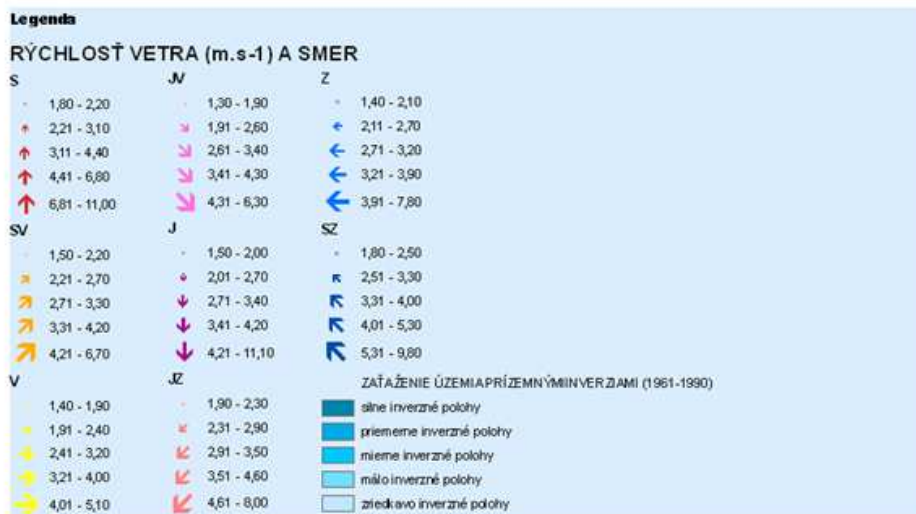 Legenda
RÝCHLOSŤ VETRA (m.s-1) A SMER
S
1,80 - 2,20
2,21 - 3,10
3,11 - 4,40
4,41 - 6,80
6,81 - 11,00
JV
1,30 - 1,90
1,91 - 2,60
2,61 - 3,40
3,41 - 4,30
4,31 - 6,30
Z
1,40 - 2,10
2,11 - 2,70
2,71 - 3,20
3,21 - 3,90
3,91 - 7,80
SV
1,50 - 2,20
2,21 - 2,70
2,71 - 3,30
3,31 - 4,20
4,21 - 6,70
J
1,50 - 2,00
2,01 - 2,70
2,71 - 3,40
3,41 - 4,20
4,21 - 11,10
SZ
1,80 - 2,50
2,51 - 3,30
3,31 - 4,00
4,01 - 5,30
5,31 - 9,80
V
1,40 - 1,90
1,91 - 2,40
2,41 - 3,20
3,21 - 4,00
4,01 - 5,10
JZ
1,90 - 2,30
2,31 - 2,90
2,91 - 3,50
3,51 - 4,60
4,61 - 8,00
ZAŤAŽENIE ÚZEMIA PRÍZEMNÝMI INVERZIAMI (1961-1990)
silne inverzné polohy
priemerne inverzné polohy
mierne inverzné polohy
málo inverzné polohy
zriedkavo inverzné polohy